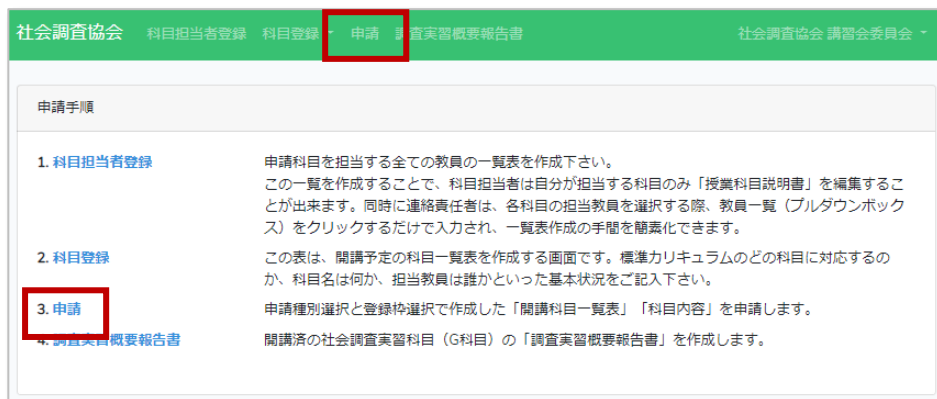 社会調査協会 科目担当者登録 科目登録 申請 調査実習概要報告書 社会調査協会 講習会委員会
申請手順
1. 科目担当者登録 申請科目を担当する全ての教員の一覧表を作成下さい。
この一覧を作成することで、科目担当者は自分が担当する科目のみ「授業科目説明書」を編集するこ
とが出来ます。同時に連絡責任者は、各科目の担当教員を選択する際、教員一覧（プルダウンボック
ス）をクリックするだけで入力され、一覧表作成の手間を簡素化できます。
2. 科目登録 この表は、開講予定の科目一覧表を作成する画面です。標準カリキュラムのどの科目に対応するの
か、科目名は何か、担当教員は誰かといった基本状況をご記入下さい。
3. 申請 申請種別選択と登録枠選択で作成した「開講科目一覧表」「科目内容」を申請します。
4. 調査実習概要報告書 開講済の社会調査実習科目（G科目）の「調査実習概要報告書」を作成します。